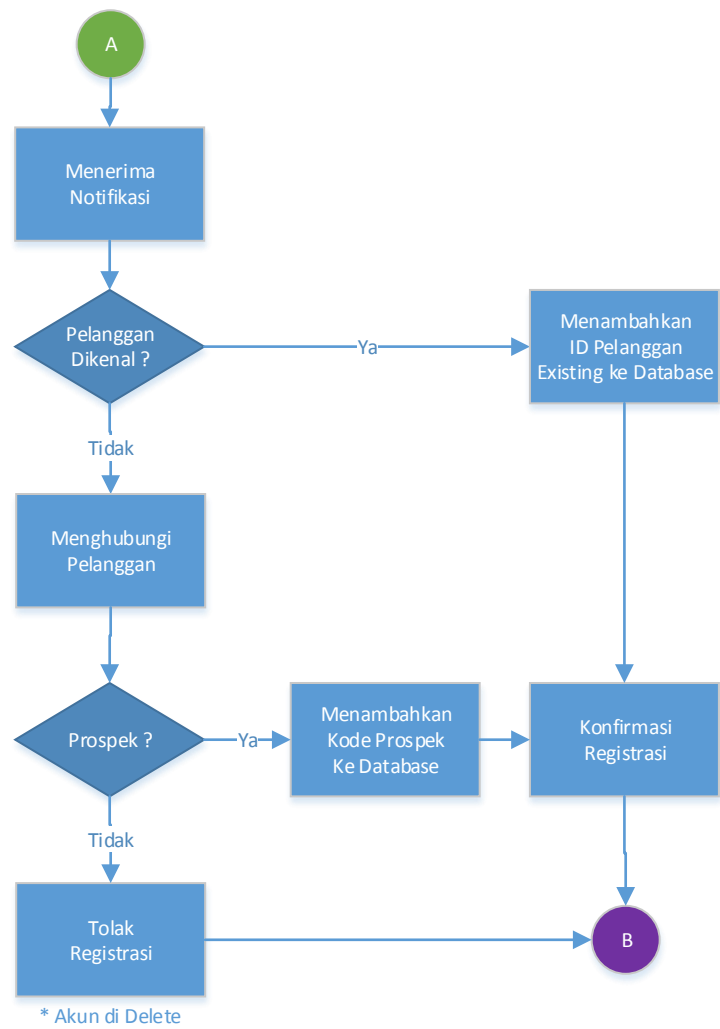 A
Menerima
Notifikasi
Pelanggan
Dikenal ?
Ya
Menambahkan
ID Pelanggan
Existing ke Database
Tidak
Menghubungi
Pelanggan
Prospek ?
Ya
Menambahkan
Kode Prospek
Ke Database
Konfirmasi
Registrasi
Tidak
Tolak
Registrasi
B
* Akun di Delete